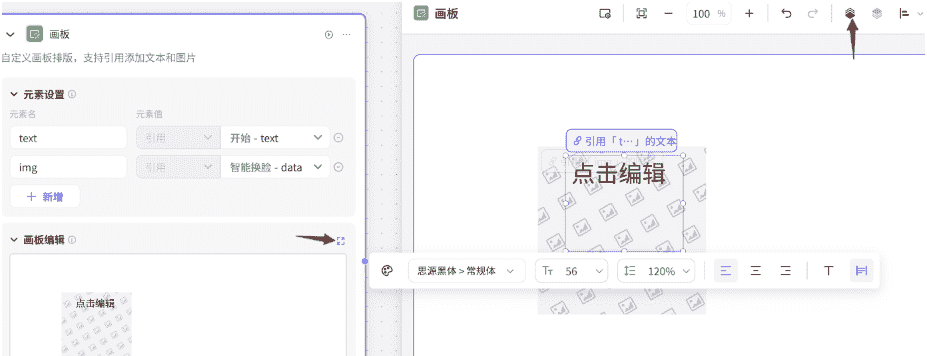 画板
自定义画板排版，支持引用添加文本和图片
元素设置
元素名 元素值
text 引用 开始 - text
img 引用 智能换脸 - data
+ 新增
画板编辑
点击编辑
画板
100 %
引用「 t… 」的文本
点击编辑
思源黑体 > 常规体 56 120%